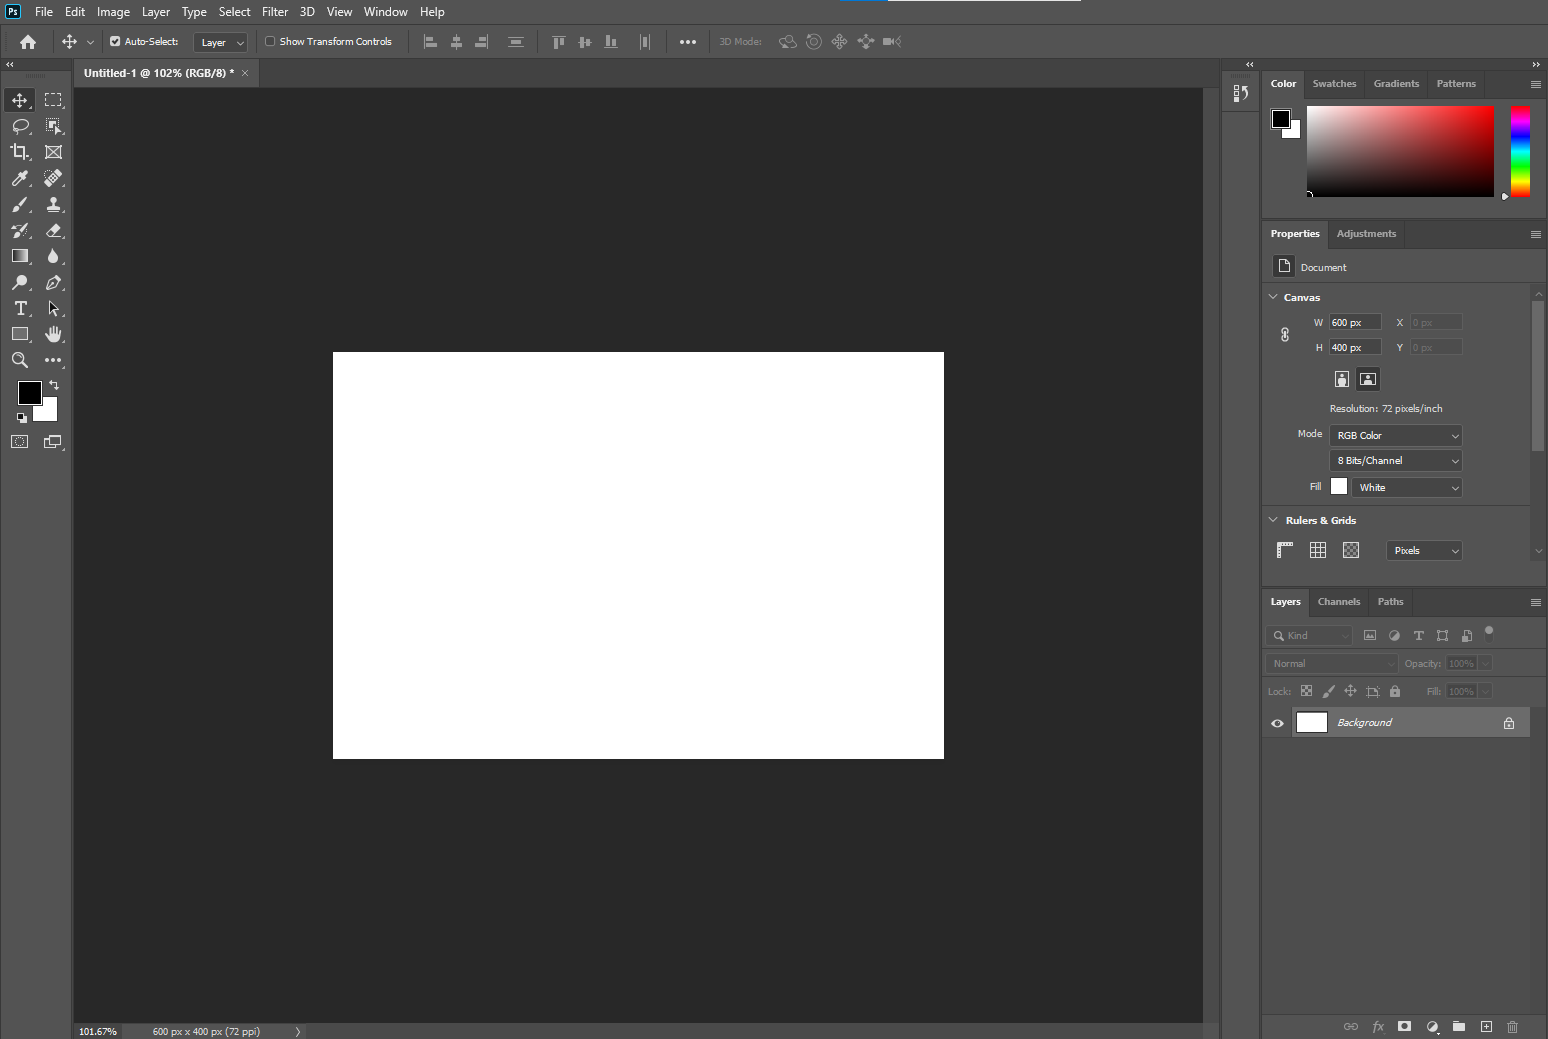 Ps File Edit Image Layer Type Select Filter 3D View Window Help
Auto-Select: Layer Show Transform Controls 3D Mode:
Untitled-1 @ 102% (RGB/8) * ×
Color Swatches Gradients Patterns
Properties Adjustments
Document
Canvas
W 600 px X 0 px
H 400 px Y 0 px
Resolution: 72 pixels/inch
Mode RGB Color
8 Bits/Channel
Fill White
Rulers & Grids
Pixels
Layers Channels Paths
Kind
Normal Opacity: 100%
Lock: Fill: 100%
Background
fx
101.67% 600 px x 400 px (72 ppi)